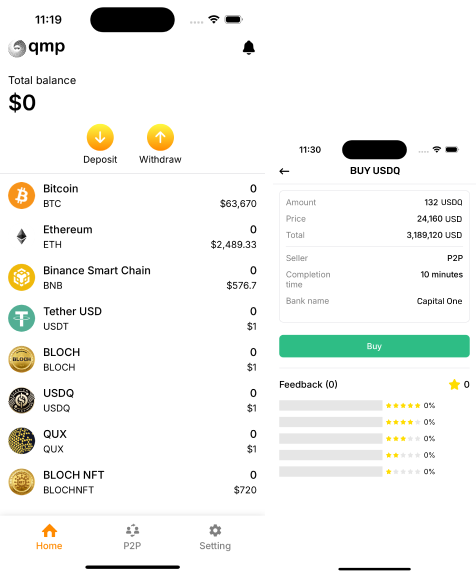 11:19
qmp
Total balance
$0
Deposit
Withdraw
Bitcoin 0
BTC $63,670
Ethereum 0
ETH $2,489.33
Binance Smart Chain 0
BNB $576.7
Tether USD 0
USDT $1
BLOCH 0
BLOCH $1
USDQ 0
USDQ $1
QUX 0
QUX $1
BLOCH NFT 0
BLOCHNFT $720
Home P2P Setting
11:30
BUY USDQ
Amount 132 USDQ
Price 24,160 USD
Total 3,189,120 USD
Seller P2P
Completion 10 minutes
time
Bank name Capital One
Buy
Feedback (0) 0
0%
0%
0%
0%
0%